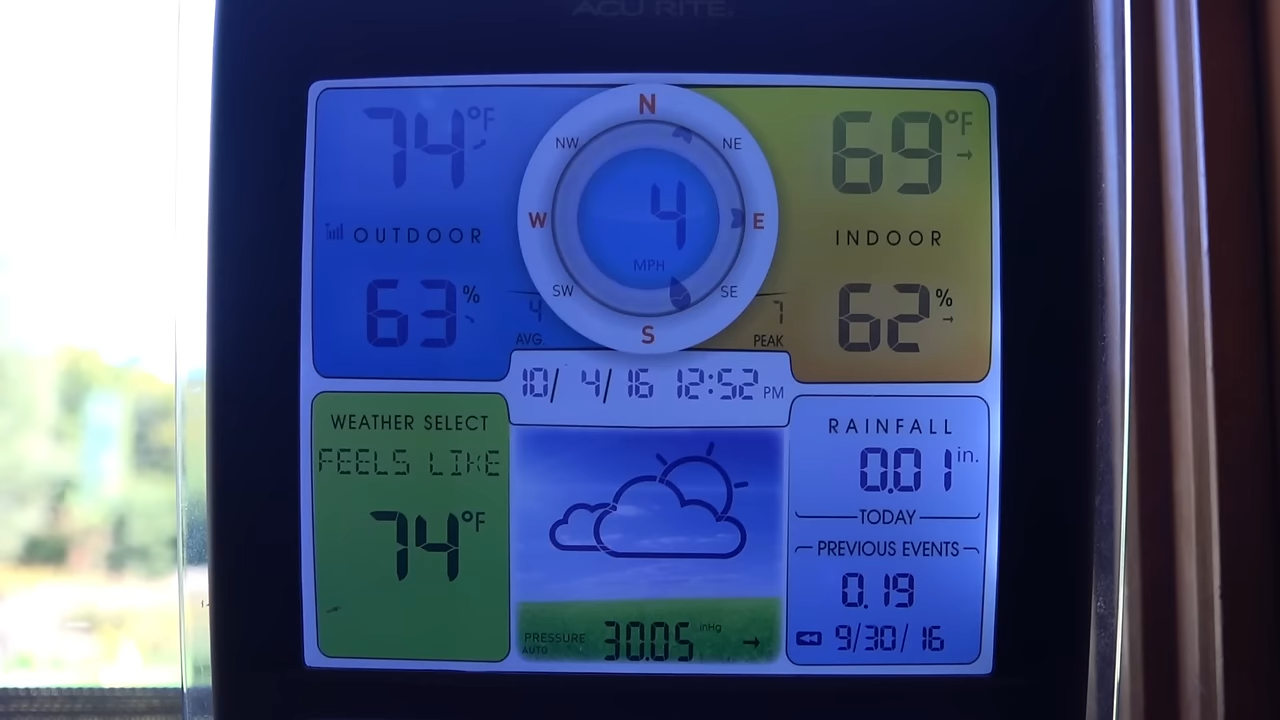 ACU RITE
74°F
OUTDOOR
63%
N
NW
NE
W
E
4
MPH
SW
SE
S
4
AVG.
7
PEAK
69°F
INDOOR
62%
10/ 4/16 12:52 PM
WEATHER SELECT
FEELS LIKE
74°F
PRESSURE
AUTO
30.05 inHg
RAINFALL
0.01 in.
TODAY
PREVIOUS EVENTS
0.19
9/30/16